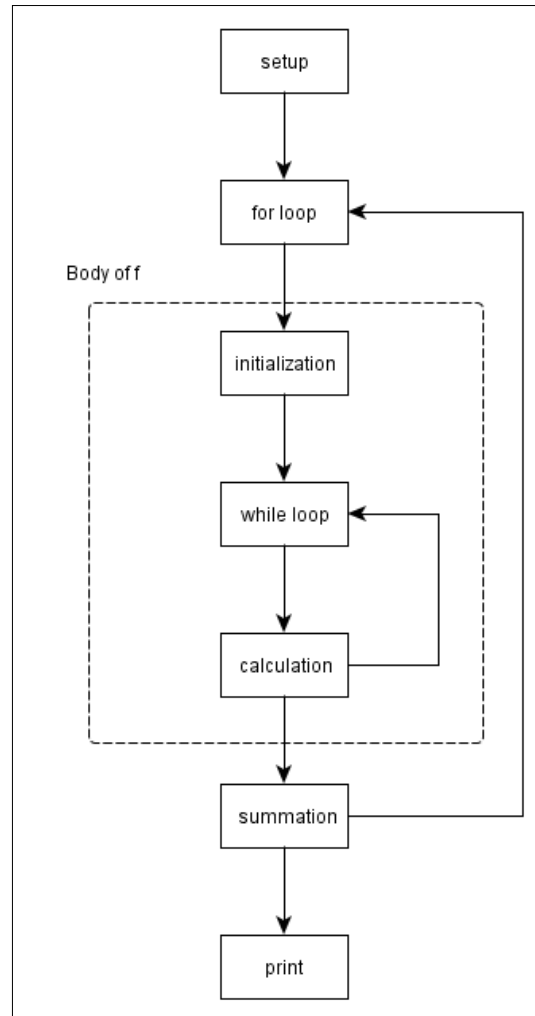 setup
for loop
Body of f
initialization
while loop
calculation
summation
print